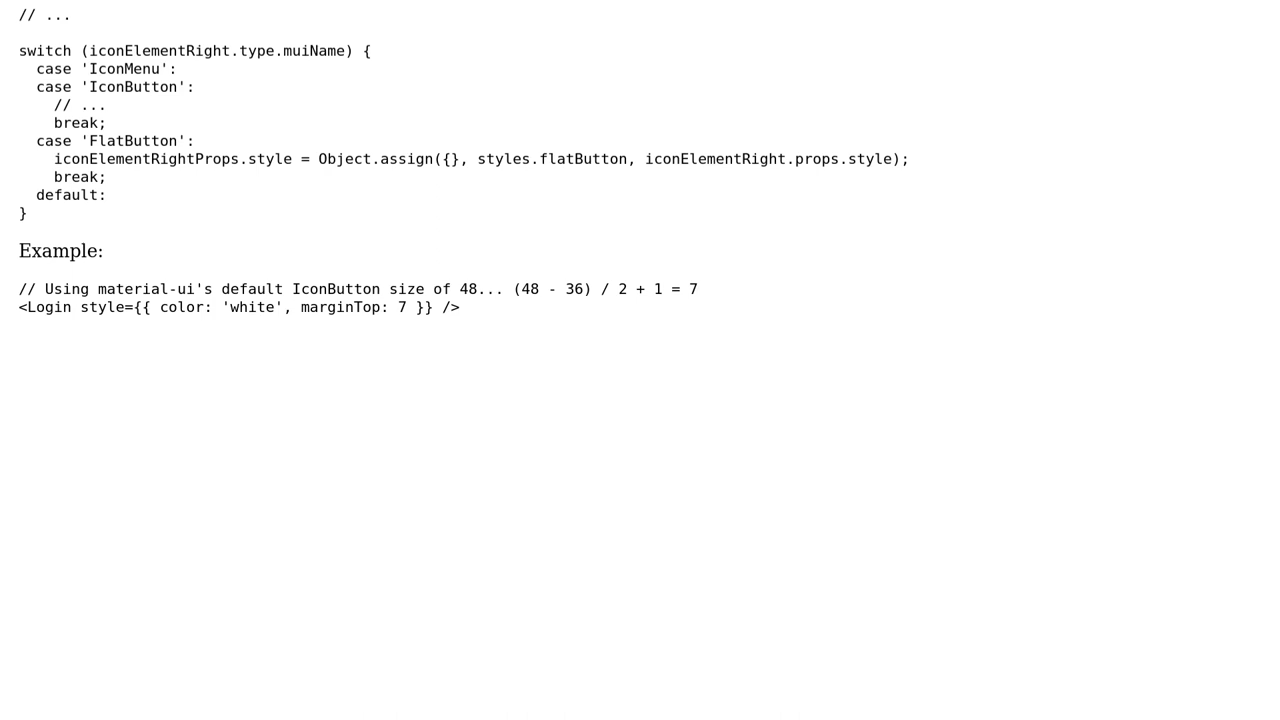 // ...
switch (iconElementRight.type.muiName) {
  case 'IconMenu':
  case 'IconButton':
    // ...
    break;
  case 'FlatButton':
    iconElementRightProps.style = Object.assign({}, styles.flatButton, iconElementRight.props.style);
    break;
  default:
}
Example:
// Using material-ui's default IconButton size of 48... (48 - 36) / 2 + 1 = 7
<Login style={{ color: 'white', marginTop: 7 }} />